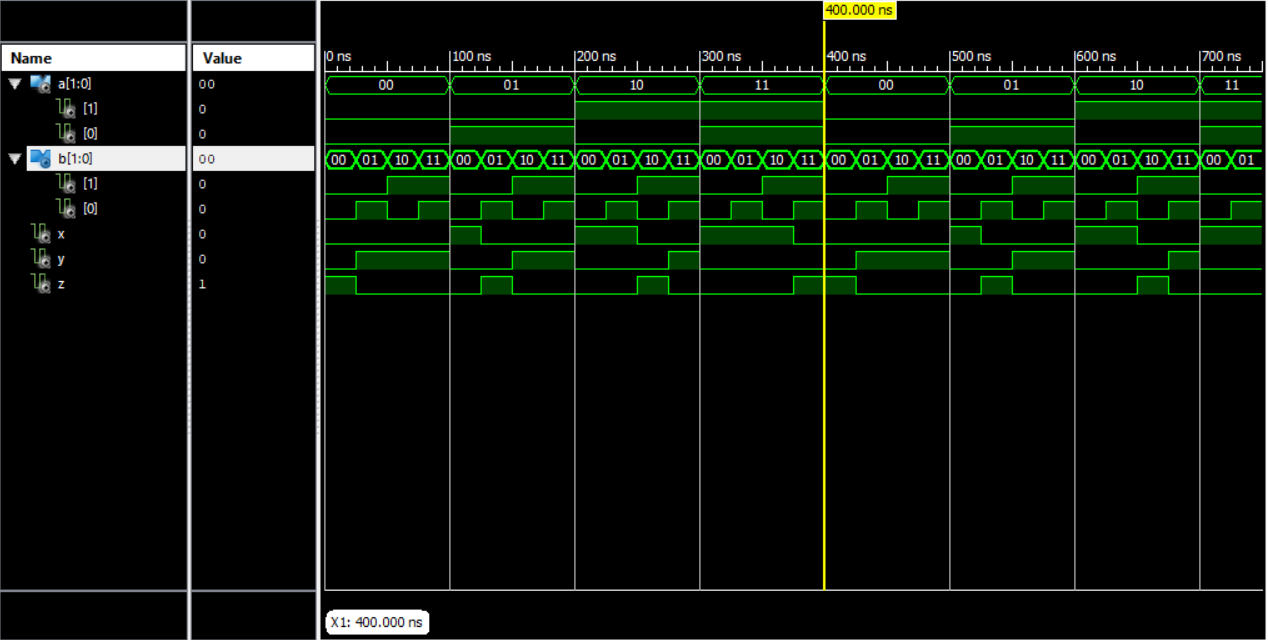 400.000 ns
Name Value
0 ns 100 ns 200 ns 300 ns 400 ns 500 ns 600 ns 700 ns
a[1:0] 00 00 01 10 11 00 01 10 11
[1] 0
[0] 0
b[1:0] 00 00 01 10 11 00 01 10 11 00 01 10 11 00 01 10 11 00 01 10 11 00 01 10 11 00 01 10 11 00 01
[1] 0
[0] 0
x 0
y 0
z 1
X1: 400.000 ns